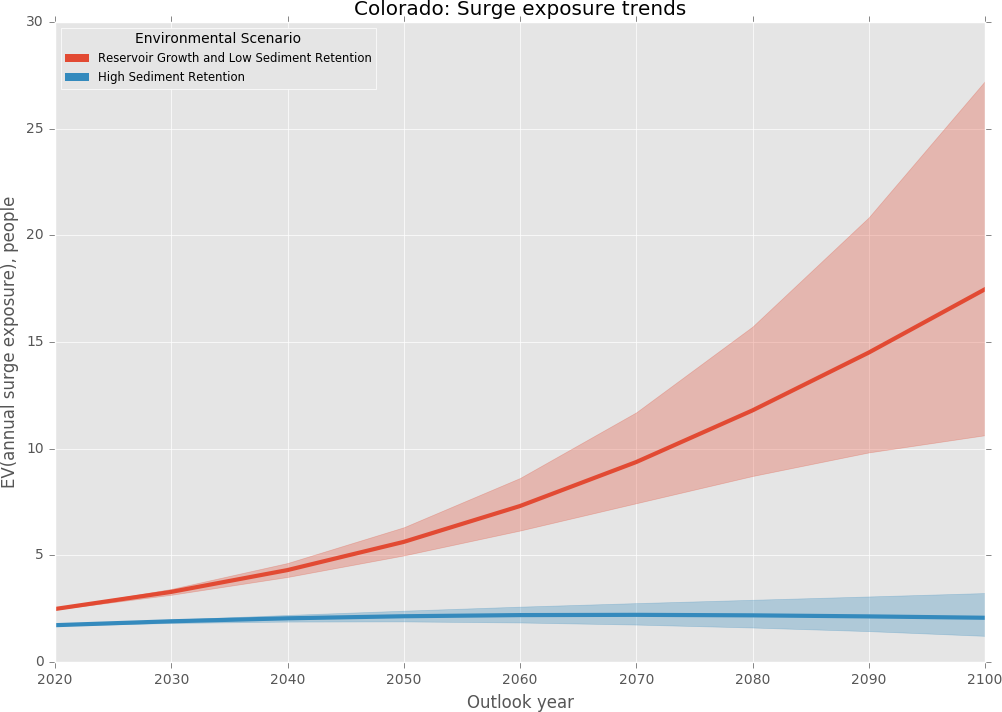 Colorado: Surge exposure trends
Environmental Scenario
Reservoir Growth and Low Sediment Retention
High Sediment Retention
EV(annual surge exposure), people
30
25
20
15
10
5
0
2020 2030 2040 2050 2060 2070 2080 2090 2100
Outlook year